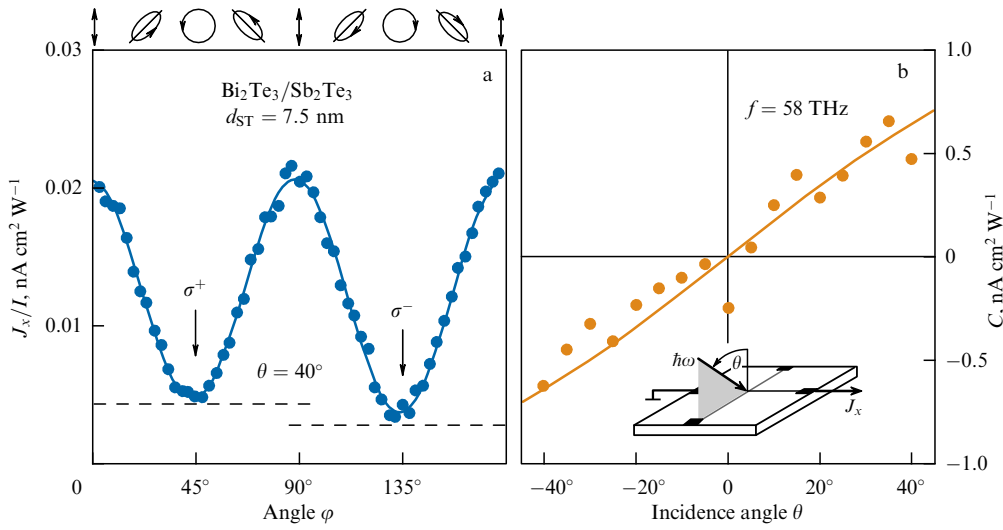 a
Bi₂Te₃/Sb₂Te₃
d_ST = 7.5 nm
0.03
0.02
0.01
J_x/I, nA cm² W⁻¹
σ⁺
σ⁻
θ = 40°
0
45°
90°
135°
Angle φ
b
f = 58 THz
1.0
0.5
0
−0.5
−1.0
C, nA cm² W⁻¹
ħω
θ
J_x
−40°
−20°
0
20°
40°
Incidence angle θ